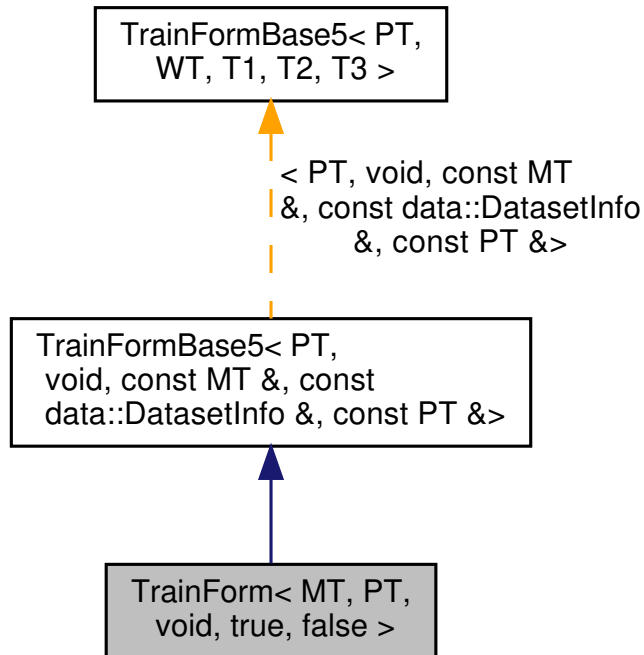 TrainFormBase5< PT,
WT, T1, T2, T3 >
< PT, void, const MT
&, const data::DatasetInfo
&, const PT &>
TrainFormBase5< PT,
void, const MT &, const
data::DatasetInfo &, const PT &>
TrainForm< MT, PT,
void, true, false >